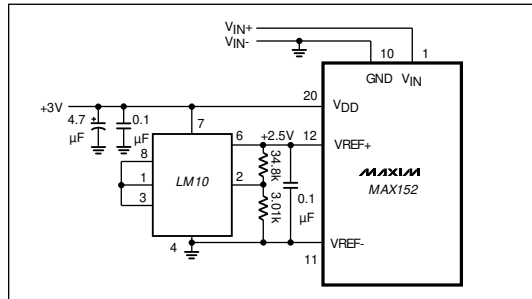 VIN+
VIN-
10
1
GND
VIN
+3V
20
VDD
4.7
µF
0.1
µF
7
6
+2.5V
12
VREF+
8
34.8k
MAXIM
1
LM10
2
MAX152
3
3.01k
0.1
µF
4
VREF-
11